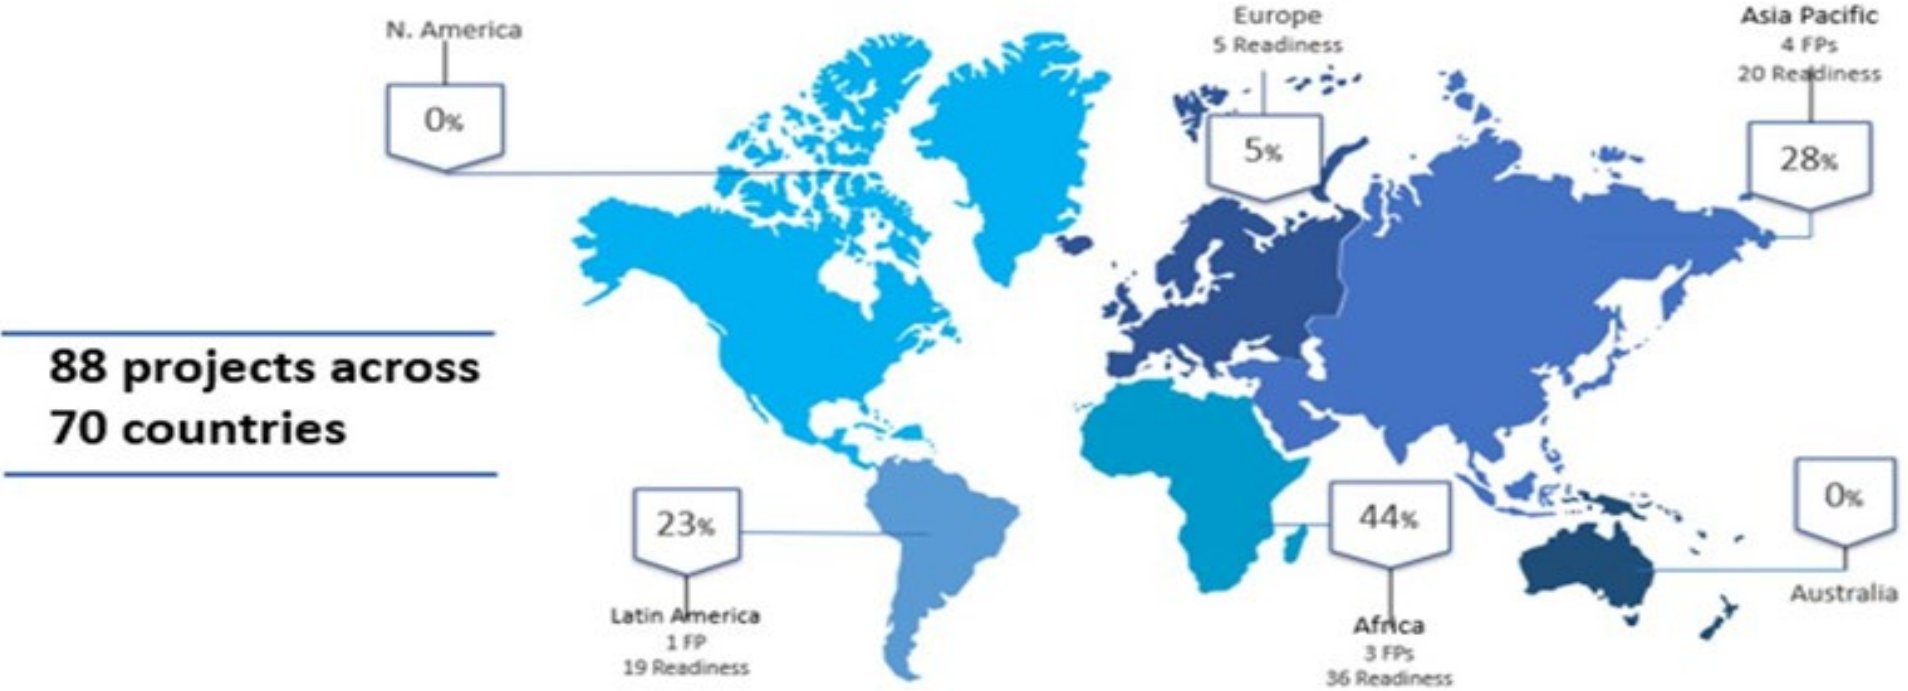 N. America
0%
Europe
5 Readiness
5%
Asia Pacific
4 FPs
20 Readiness
28%
88 projects across
70 countries
23%
Latin America
1 FP
19 Readiness
44%
Africa
3 FPs
36 Readiness
0%
Australia